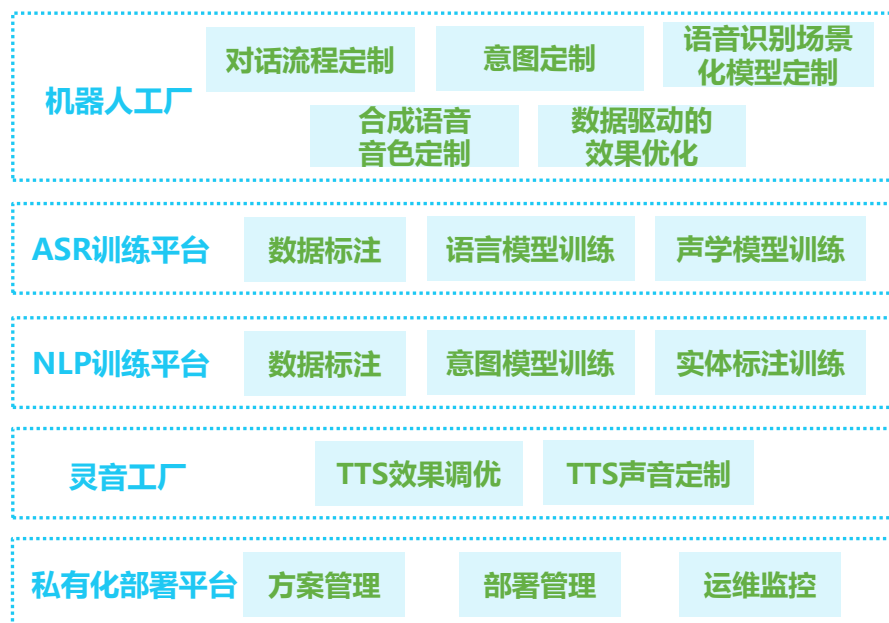 机器人工厂
对话流程定制
意图定制
语音识别场景
化模型定制
合成语音
音色定制
数据驱动的
效果优化
ASR训练平台
数据标注
语言模型训练
声学模型训练
NLP训练平台
数据标注
意图模型训练
实体标注训练
灵音工厂
TTS效果调优
TTS声音定制
私有化部署平台
方案管理
部署管理
运维监控